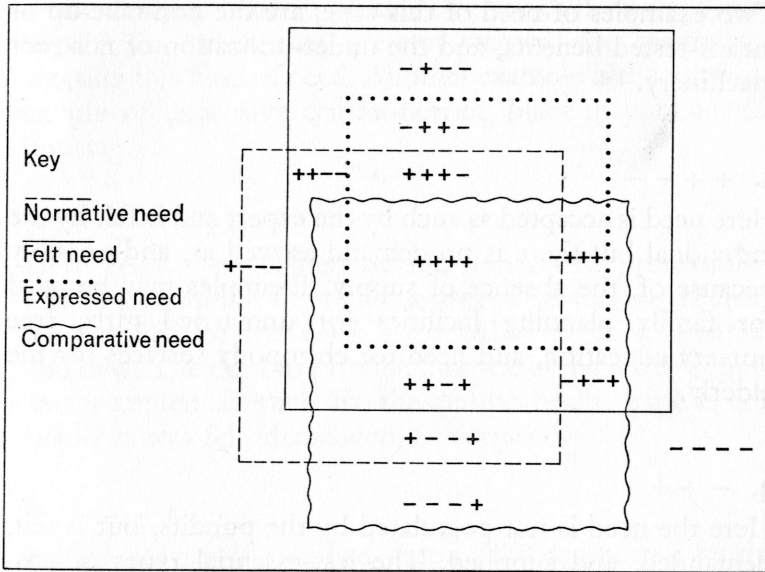 –+––
–++–
++––
+++–
Key
Normative need
Felt need
Expressed need
Comparative need
+–––
++++
–+++
++–+
–+–+
+––+
–––+
––––